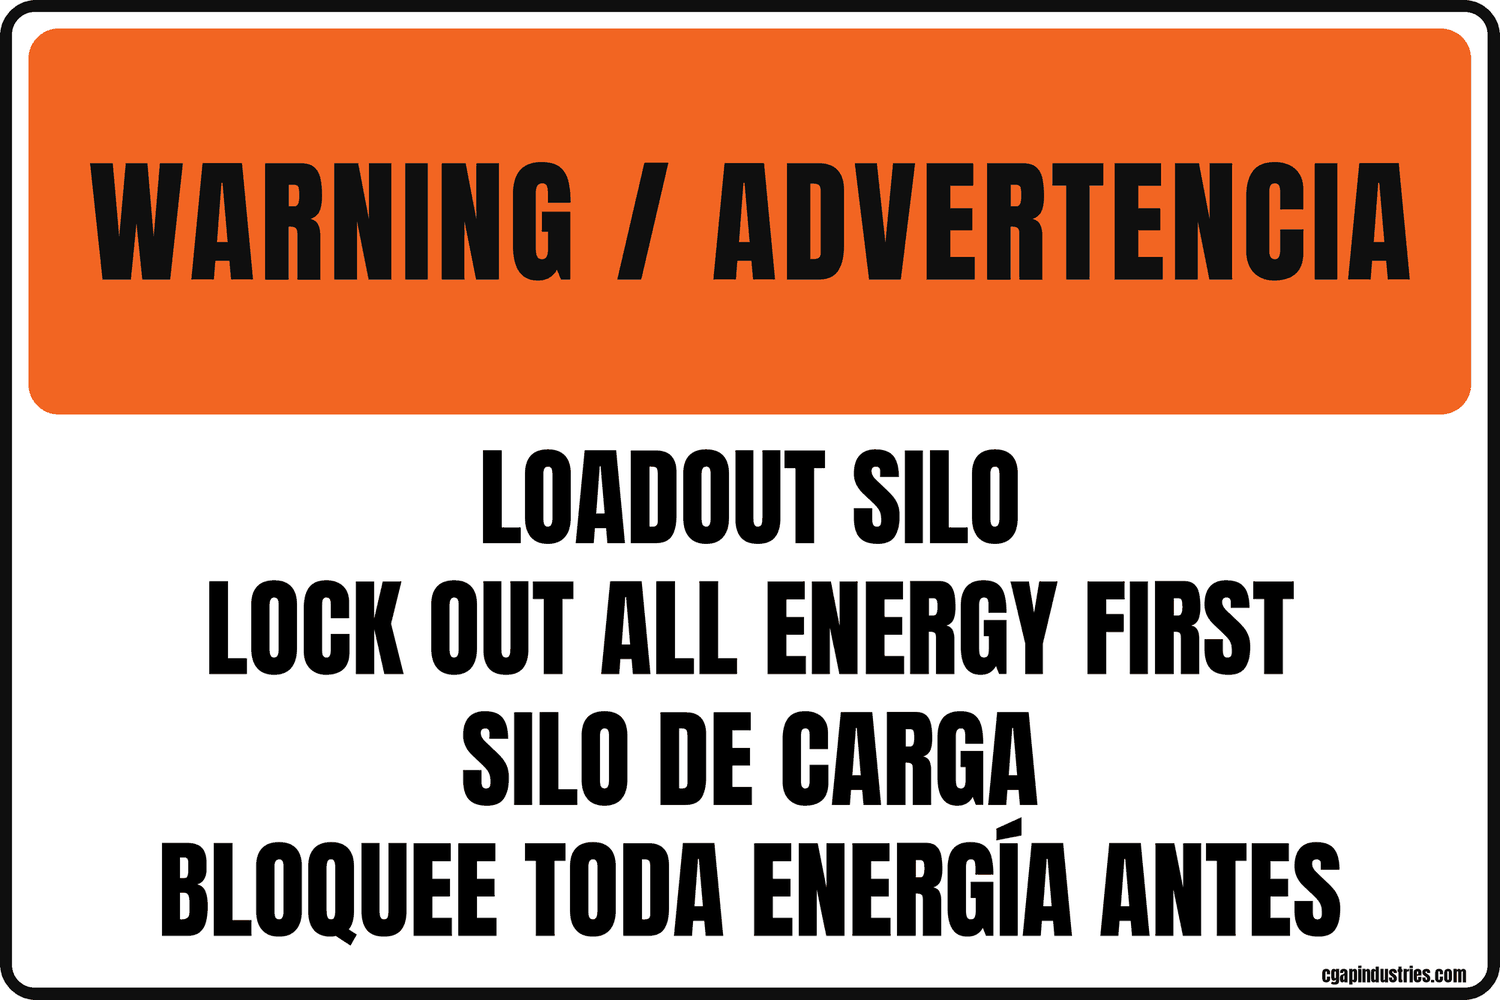 WARNING / ADVERTENCIA
LOADOUT SILO
LOCK OUT ALL ENERGY FIRST
SILO DE CARGA
BLOQUEE TODA ENERGÍA ANTES
cgapindustries.com